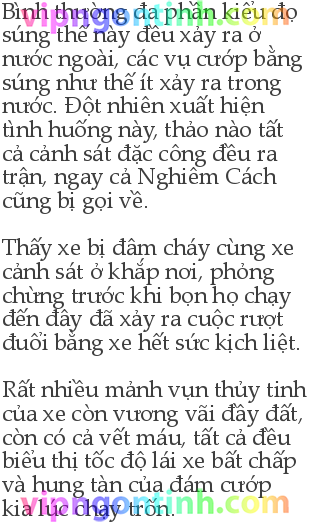 Bình thường đa phần kiểu đọ
súng thế này đều xảy ra ở
nước ngoài, các vụ cướp bằng
súng như thế ít xảy ra trong
nước. Đột nhiên xuất hiện
tình huống này, thảo nào tất
cả cảnh sát đặc công đều ra
trận, ngay cả Nghiêm Cách
cũng bị gọi về.
Thấy xe bị đâm cháy cùng xe
cảnh sát ở khắp nơi, phỏng
chừng trước khi bọn họ chạy
đến đây đã xảy ra cuộc rượt
đuổi bằng xe hết sức kịch liệt.
Rất nhiều mảnh vụn thủy tinh
của xe còn vương vãi đầy đất,
còn có cả vết máu, tất cả đều
biểu thị tốc độ lái xe bất chấp
và hung tàn của đám cướp
kia lúc chạy trốn.
vipngontinh.com
vipngontinh.com